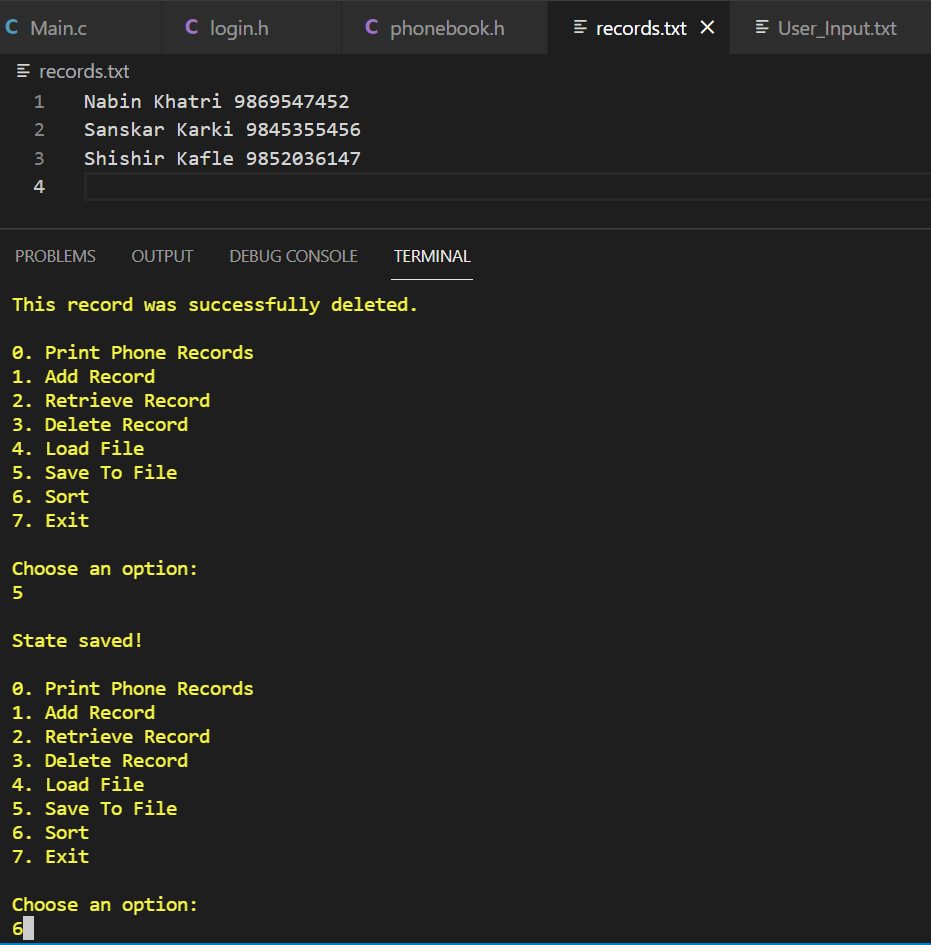 C Main.c C login.h C phonebook.h records.txt × User_Input.txt
records.txt
1 Nabin Khatri 9869547452
2 Sanskar Karki 9845355456
3 Shishir Kafle 9852036147
4
PROBLEMS OUTPUT DEBUG CONSOLE TERMINAL
This record was successfully deleted.
0. Print Phone Records
1. Add Record
2. Retrieve Record
3. Delete Record
4. Load File
5. Save To File
6. Sort
7. Exit
Choose an option:
5
State saved!
0. Print Phone Records
1. Add Record
2. Retrieve Record
3. Delete Record
4. Load File
5. Save To File
6. Sort
7. Exit
Choose an option:
6